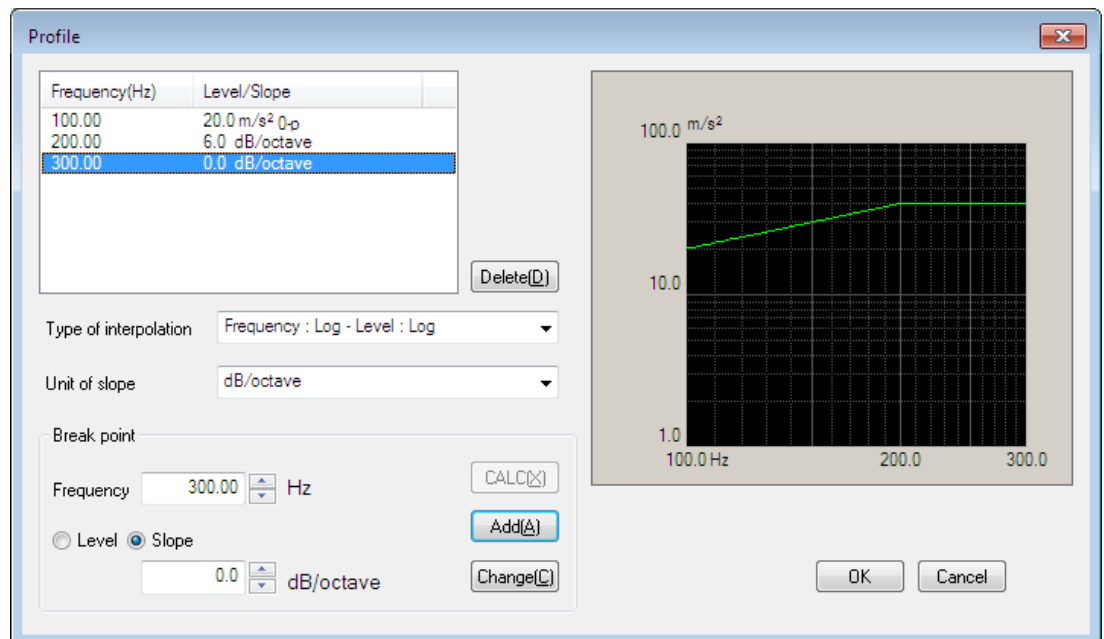 Profile
Frequency(Hz) Level/Slope
100.00 20.0 m/s² 0-p
200.00 6.0 dB/octave
300.00 0.0 dB/octave
Delete(D)
Type of interpolation Frequency : Log - Level : Log
Unit of slope dB/octave
Break point
Frequency 300.00 Hz
CALC(X)
Level Slope
Add(A)
0.0 dB/octave
Change(C)
100.0 m/s²
10.0
1.0
100.0 Hz 200.0 300.0
OK Cancel